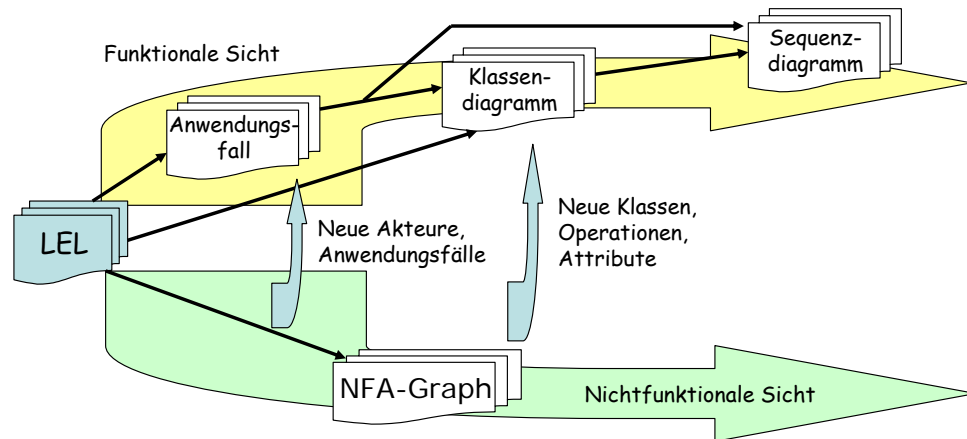 Funktionale Sicht
Sequenz-
diagramm
Klassen-
diagramm
Anwendungs-
fall
LEL
Neue Akteure,
Anwendungsfälle
Neue Klassen,
Operationen,
Attribute
NFA-Graph
Nichtfunktionale Sicht